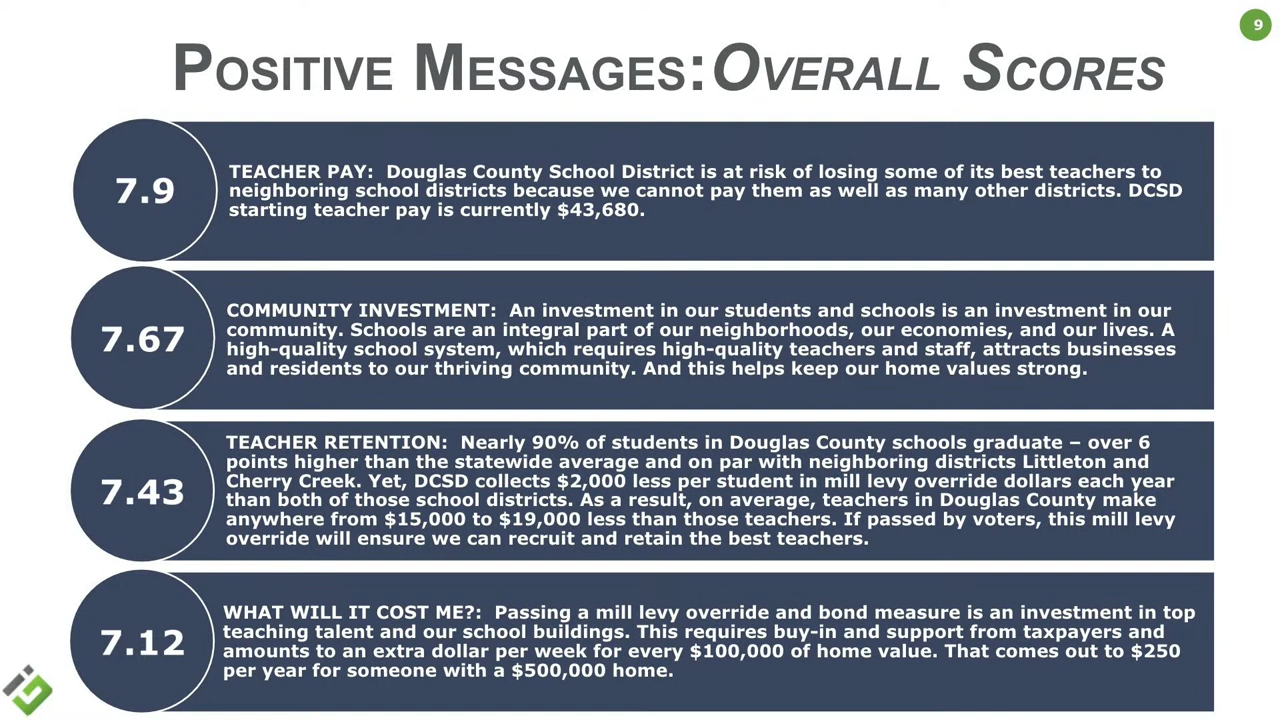 9
POSITIVE MESSAGES: OVERALL SCORES
7.9
TEACHER PAY: Douglas County School District is at risk of losing some of its best teachers to
neighboring school districts because we cannot pay them as well as many other districts. DCSD
starting teacher pay is currently $43,680.
7.67
COMMUNITY INVESTMENT: An investment in our students and schools is an investment in our
community. Schools are an integral part of our neighborhoods, our economies, and our lives. A
high-quality school system, which requires high-quality teachers and staff, attracts businesses
and residents to our thriving community. And this helps keep our home values strong.
7.43
TEACHER RETENTION: Nearly 90% of students in Douglas County schools graduate – over 6
points higher than the statewide average and on par with neighboring districts Littleton and
Cherry Creek. Yet, DCSD collects $2,000 less per student in mill levy override dollars each year
than both of those school districts. As a result, on average, teachers in Douglas County make
anywhere from $15,000 to $19,000 less than those teachers. If passed by voters, this mill levy
override will ensure we can recruit and retain the best teachers.
7.12
WHAT WILL IT COST ME?: Passing a mill levy override and bond measure is an investment in top
teaching talent and our school buildings. This requires buy-in and support from taxpayers and
amounts to an extra dollar per week for every $100,000 of home value. That comes out to $250
per year for someone with a $500,000 home.